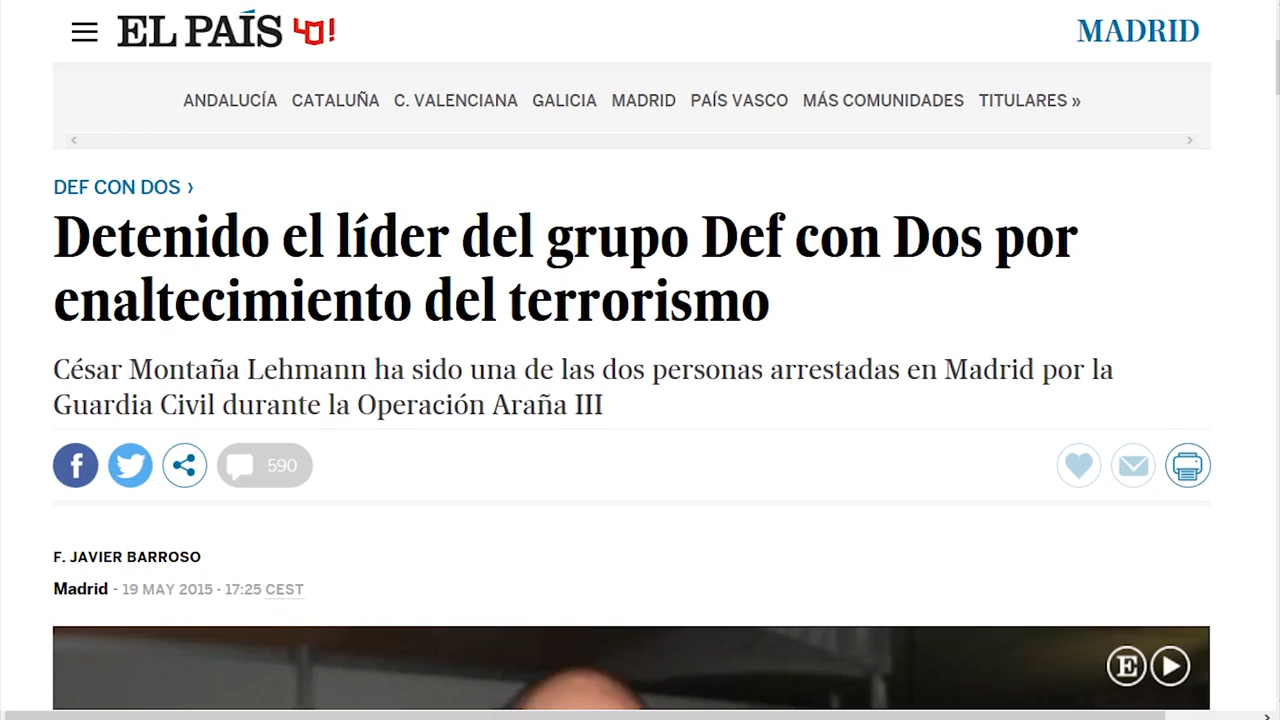 EL PAÍS 40!
MADRID
ANDALUCÍA CATALUÑA C. VALENCIANA GALICIA MADRID PAÍS VASCO MÁS COMUNIDADES TITULARES »
DEF CON DOS ›
Detenido el líder del grupo Def con Dos por
enaltecimiento del terrorismo
César Montaña Lehmann ha sido una de las dos personas arrestadas en Madrid por la
Guardia Civil durante la Operación Araña III
590
F. JAVIER BARROSO
Madrid - 19 MAY 2015 - 17:25 CEST
E